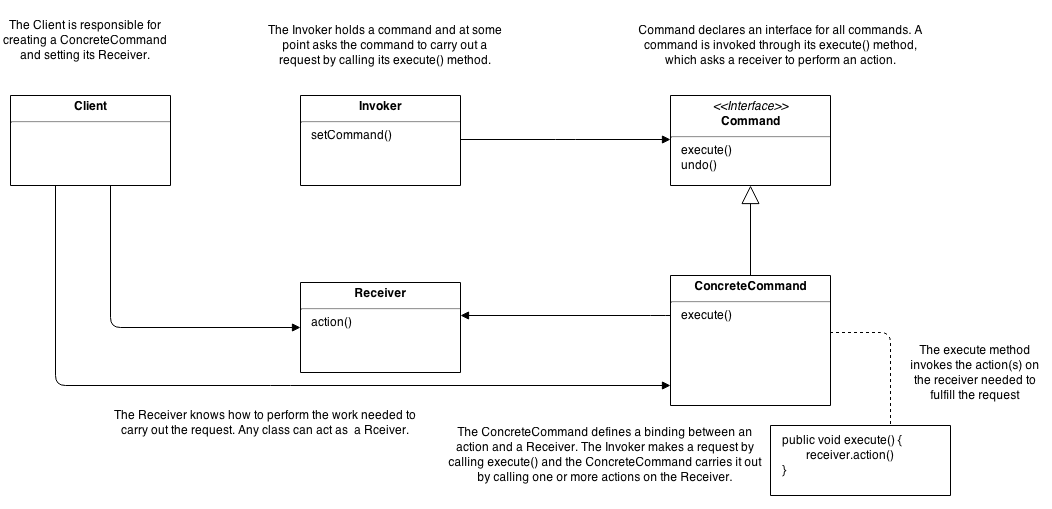 The Client is responsible for
creating a ConcreteCommand
and setting its Receiver.
The Invoker holds a command and at some
point asks the command to carry out a
request by calling its execute() method.
Command declares an interface for all commands. A
command is invoked through its execute() method,
which asks a receiver to perform an action.
Client
Invoker
setCommand()
<<Interface>>
Command
execute()
undo()
Receiver
action()
ConcreteCommand
execute()
The execute method
invokes the action(s) on
the receiver needed to
fulfill the request
The Receiver knows how to perform the work needed to
carry out the request. Any class can act as  a Rceiver.
The ConcreteCommand defines a binding between an
action and a Receiver. The Invoker makes a request by
calling execute() and the ConcreteCommand carries it out
by calling one or more actions on the Receiver.
public void execute() {
receiver.action()
}